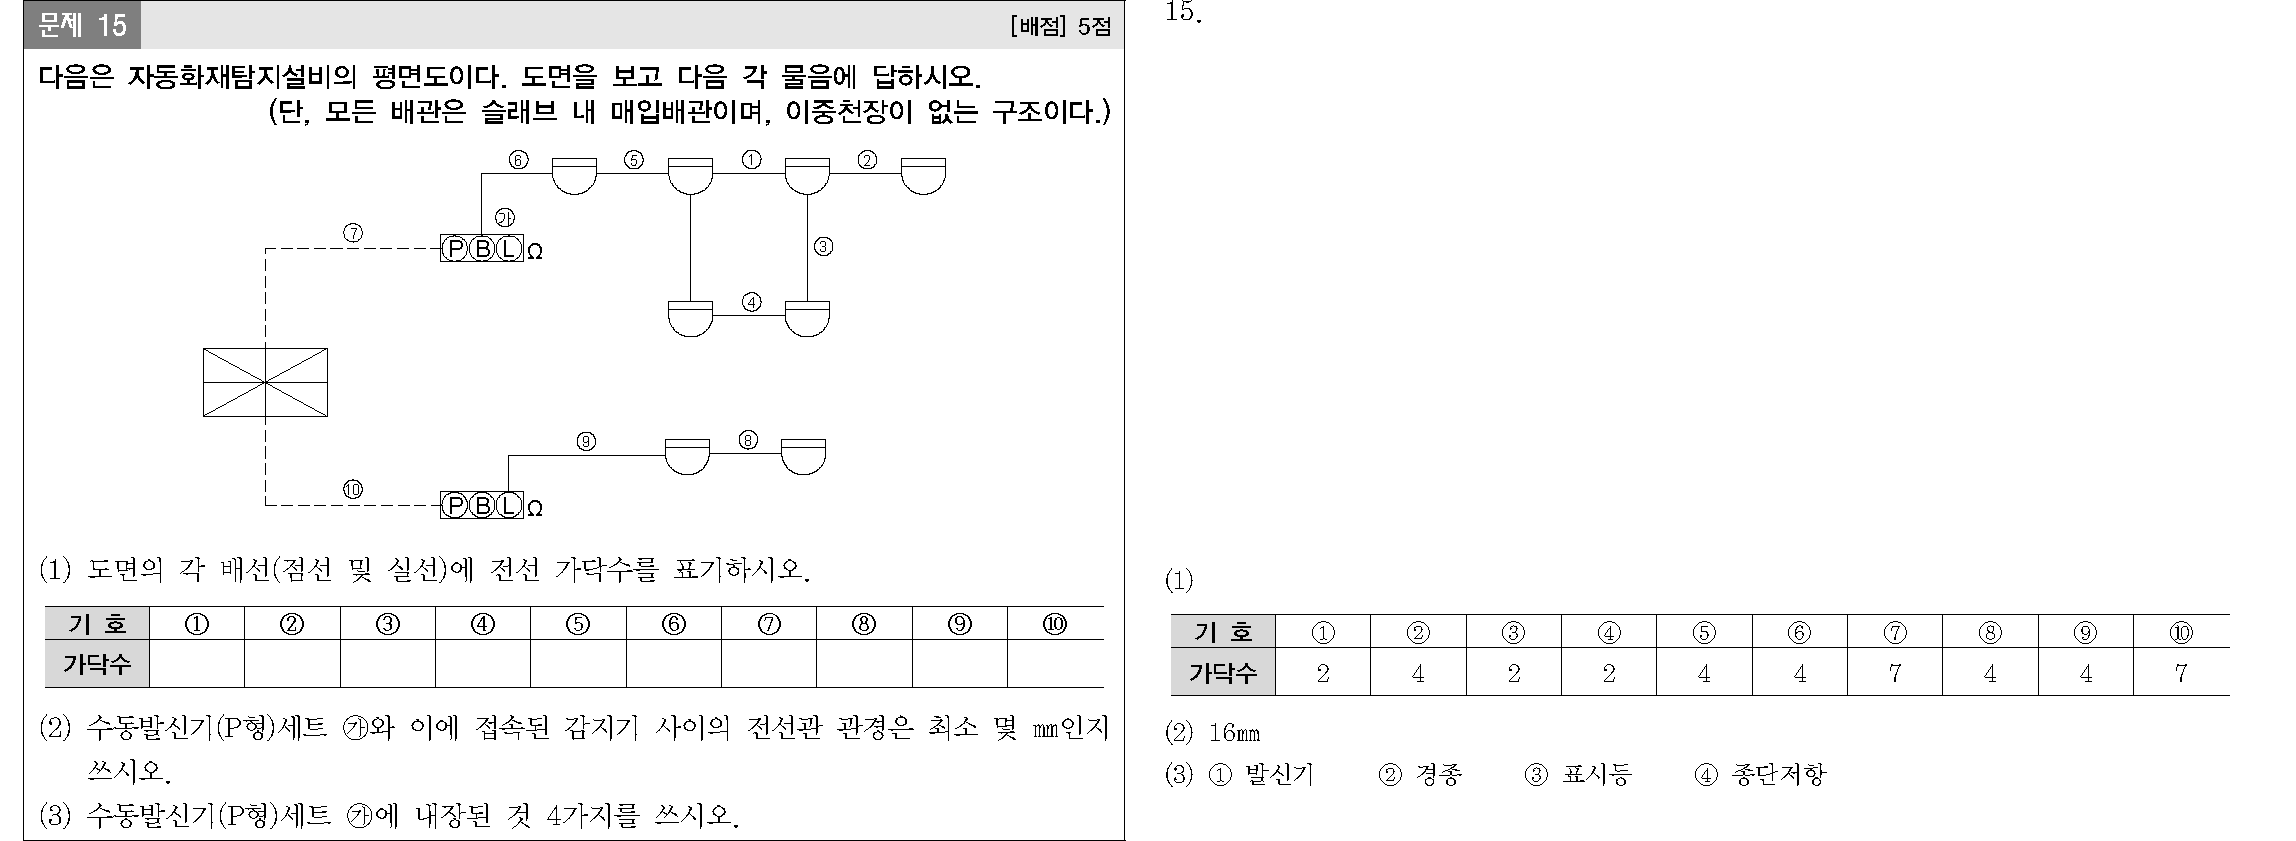 문제 15
[배점] 5점
다음은 자동화재탐지설비의 평면도이다. 도면을 보고 다음 각 물음에 답하시오.
(단, 모든 배관은 슬래브 내 매입배관이며, 이중천장이 없는 구조이다.)
⑥ ⑤ ① ②
㉮
⑦ ③
P B L Ω
④
⑨ ⑧
⑩
P B L Ω
(1) 도면의 각 배선(점선 및 실선)에 전선 가닥수를 표기하시오.
기 호 ① ② ③ ④ ⑤ ⑥ ⑦ ⑧ ⑨ ⑩
가닥수
(2) 수동발신기(P형)세트 ㉮와 이에 접속된 감지기 사이의 전선관 관경은 최소 몇 ㎜인지
쓰시오.
(3) 수동발신기(P형)세트 ㉮에 내장된 것 4가지를 쓰시오.
15.
(1)
기 호 ① ② ③ ④ ⑤ ⑥ ⑦ ⑧ ⑨ ⑩
가닥수 2 4 2 2 4 4 7 4 4 7
(2) 16㎜
(3) ① 발신기 ② 경종 ③ 표시등 ④ 종단저항